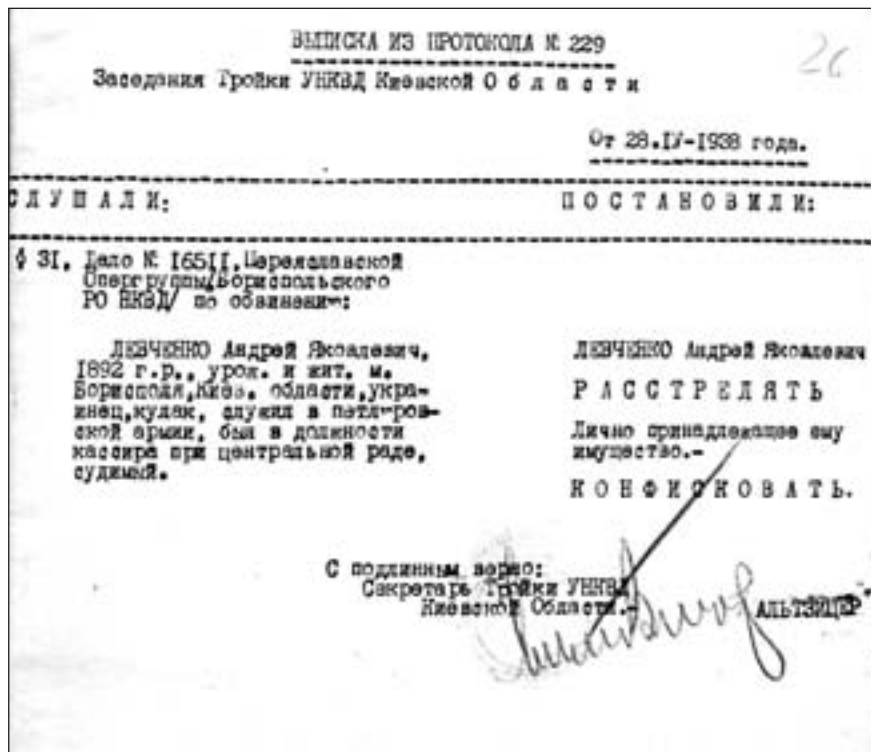 ВЫПИСКА ИЗ ПРОТОКОЛА № 229
Заседания Тройки УНКВД Киевской О б л а с т и
От 28.IV-1938 года.
СЛУШАЛИ: ПОСТАНОВИЛИ:
§ 31. Дело № 16511, Переяславской
Опергруппы/Бориспольского
РО НКВД/ по обвинению:
ЛЕВЧЕНКО Андрей Яковлевич,
1892 г.р., урож. и жит. м.
Борисполя, Киев. области, укра-
инец, кулак, служил в петлюров-
ской армии, был в должности
кассира при центральной раде,
судимый.
ЛЕВЧЕНКО Андрей Яковлевич
Р А С С Т Р Е Л Я Т Ь
Лично принадлежащее ему
имущество.-
К О Н Ф И С К О В А Т Ь.
С подлинным верно:
Секретарь Тройки УНКВД
Киевской Области.-
АЛЬТЗИЦЕР